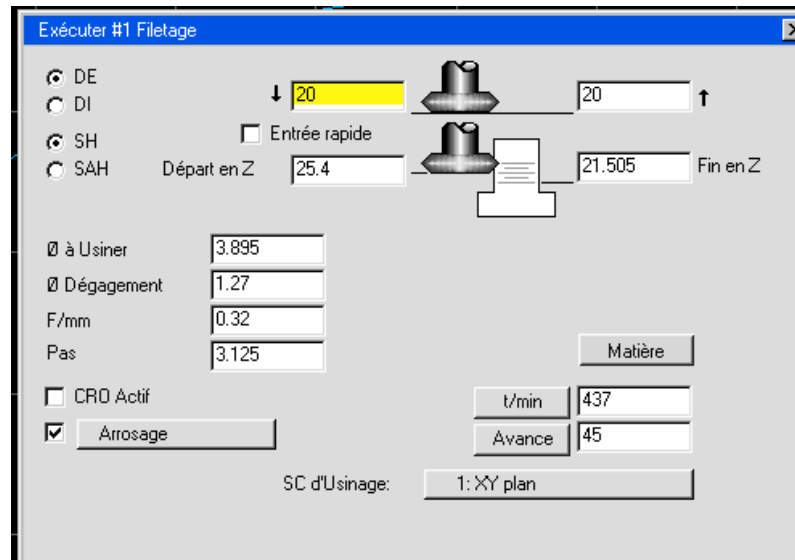 Exécuter #1 Filetage
DE
DI
20
20
SH
Entrée rapide
SAH
Départ en Z
25.4
21.505
Fin en Z
Ø à Usiner
3.895
Ø Dégagement
1.27
F/mm
0.32
Pas
3.125
Matière
CRO Actif
t/min
437
Arrosage
Avance
45
SC d'Usinage:
1: XY plan